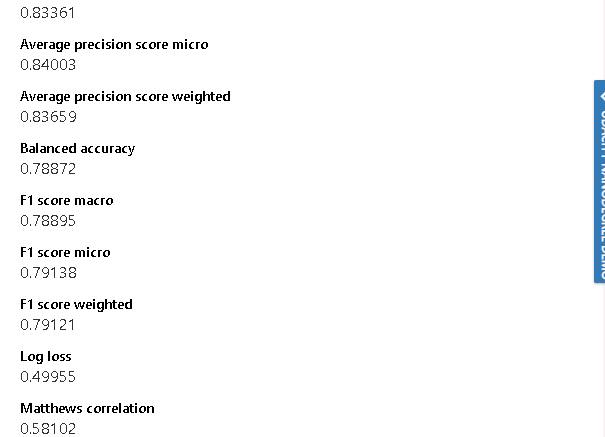 0.83361
Average precision score micro
0.84003
Average precision score weighted
0.83659
Balanced accuracy
0.78872
F1 score macro
0.78895
F1 score micro
0.79138
F1 score weighted
0.79121
Log loss
0.49955
Matthews correlation
0.58102